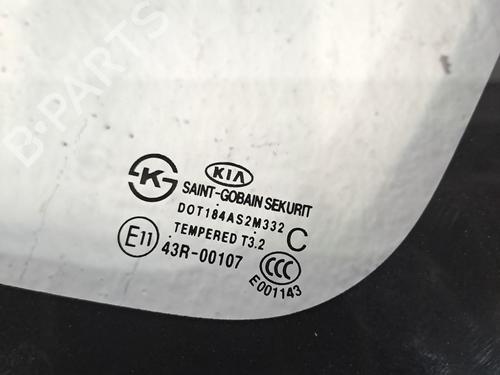 B-PARTS
K
KIA
SAINT-GOBAIN SEKURIT
DOT184AS2M332
TEMPERED T3.2
C
E11
43R-00107
CCC
E001143